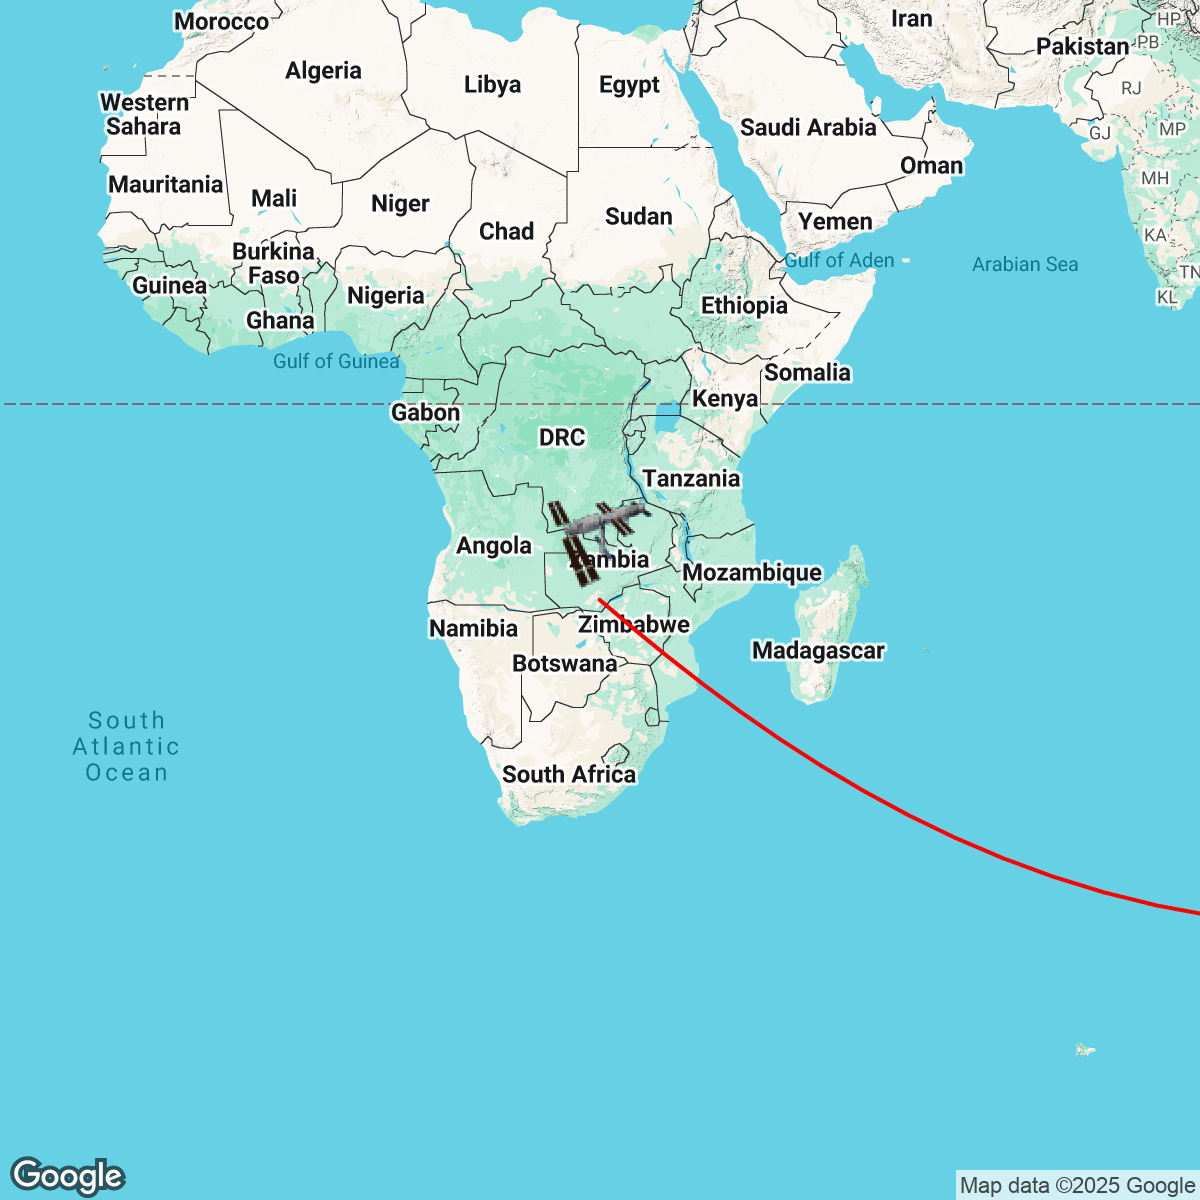 Morocco
Iran
HP
Pakistan
PB
Algeria
Libya
Egypt
RJ
Western
Sahara
Saudi Arabia
GJ
MP
Oman
Mauritania
Mali
Niger
MH
Sudan
Chad
Yemen
KA
Burkina
Faso
Gulf of Aden
Arabian Sea
TN
Guinea
Nigeria
KL
Ethiopia
Ghana
Gulf of Guinea
Somalia
Kenya
Gabon
DRC
Tanzania
Angola
Zambia
Mozambique
Namibia
Zimbabwe
Madagascar
Botswana
South
Atlantic
Ocean
South Africa
Google
Map data ©2025 Google